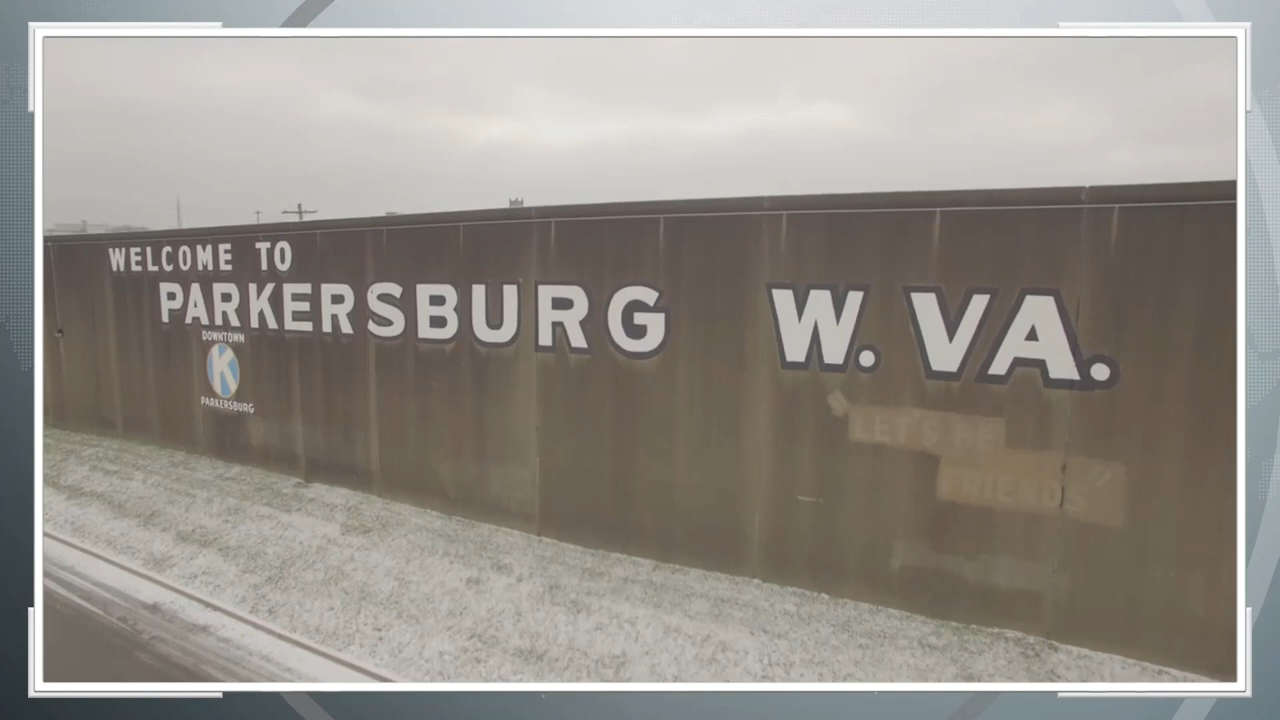 WELCOME TO
PARKERSBURG W. VA.
DOWNTOWN
K
PARKERSBURG
LET'S BE
FRIENDS"